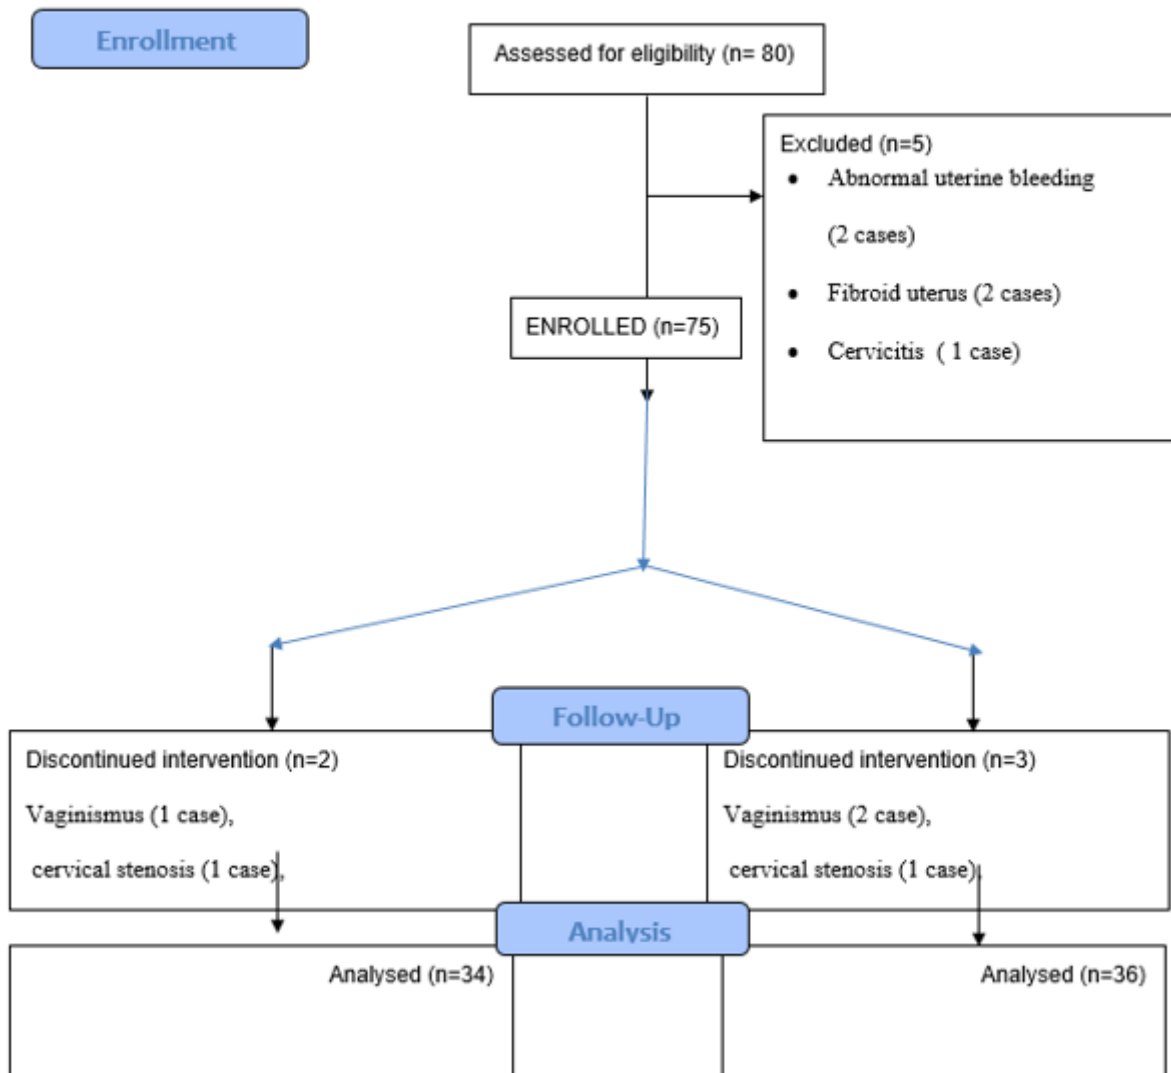 Enrollment
Assessed for eligibility (n= 80)
Excluded (n=5)
• Abnormal uterine bleeding
(2 cases)
• Fibroid uterus (2 cases)
• Cervicitis ( 1 case)
ENROLLED (n=75)
Follow-Up
Discontinued intervention (n=2)
Vaginismus (1 case),
cervical stenosis (1 case),
Discontinued intervention (n=3)
Vaginismus (2 case),
cervical stenosis (1 case),
Analysis
Analysed (n=34)
Analysed (n=36)